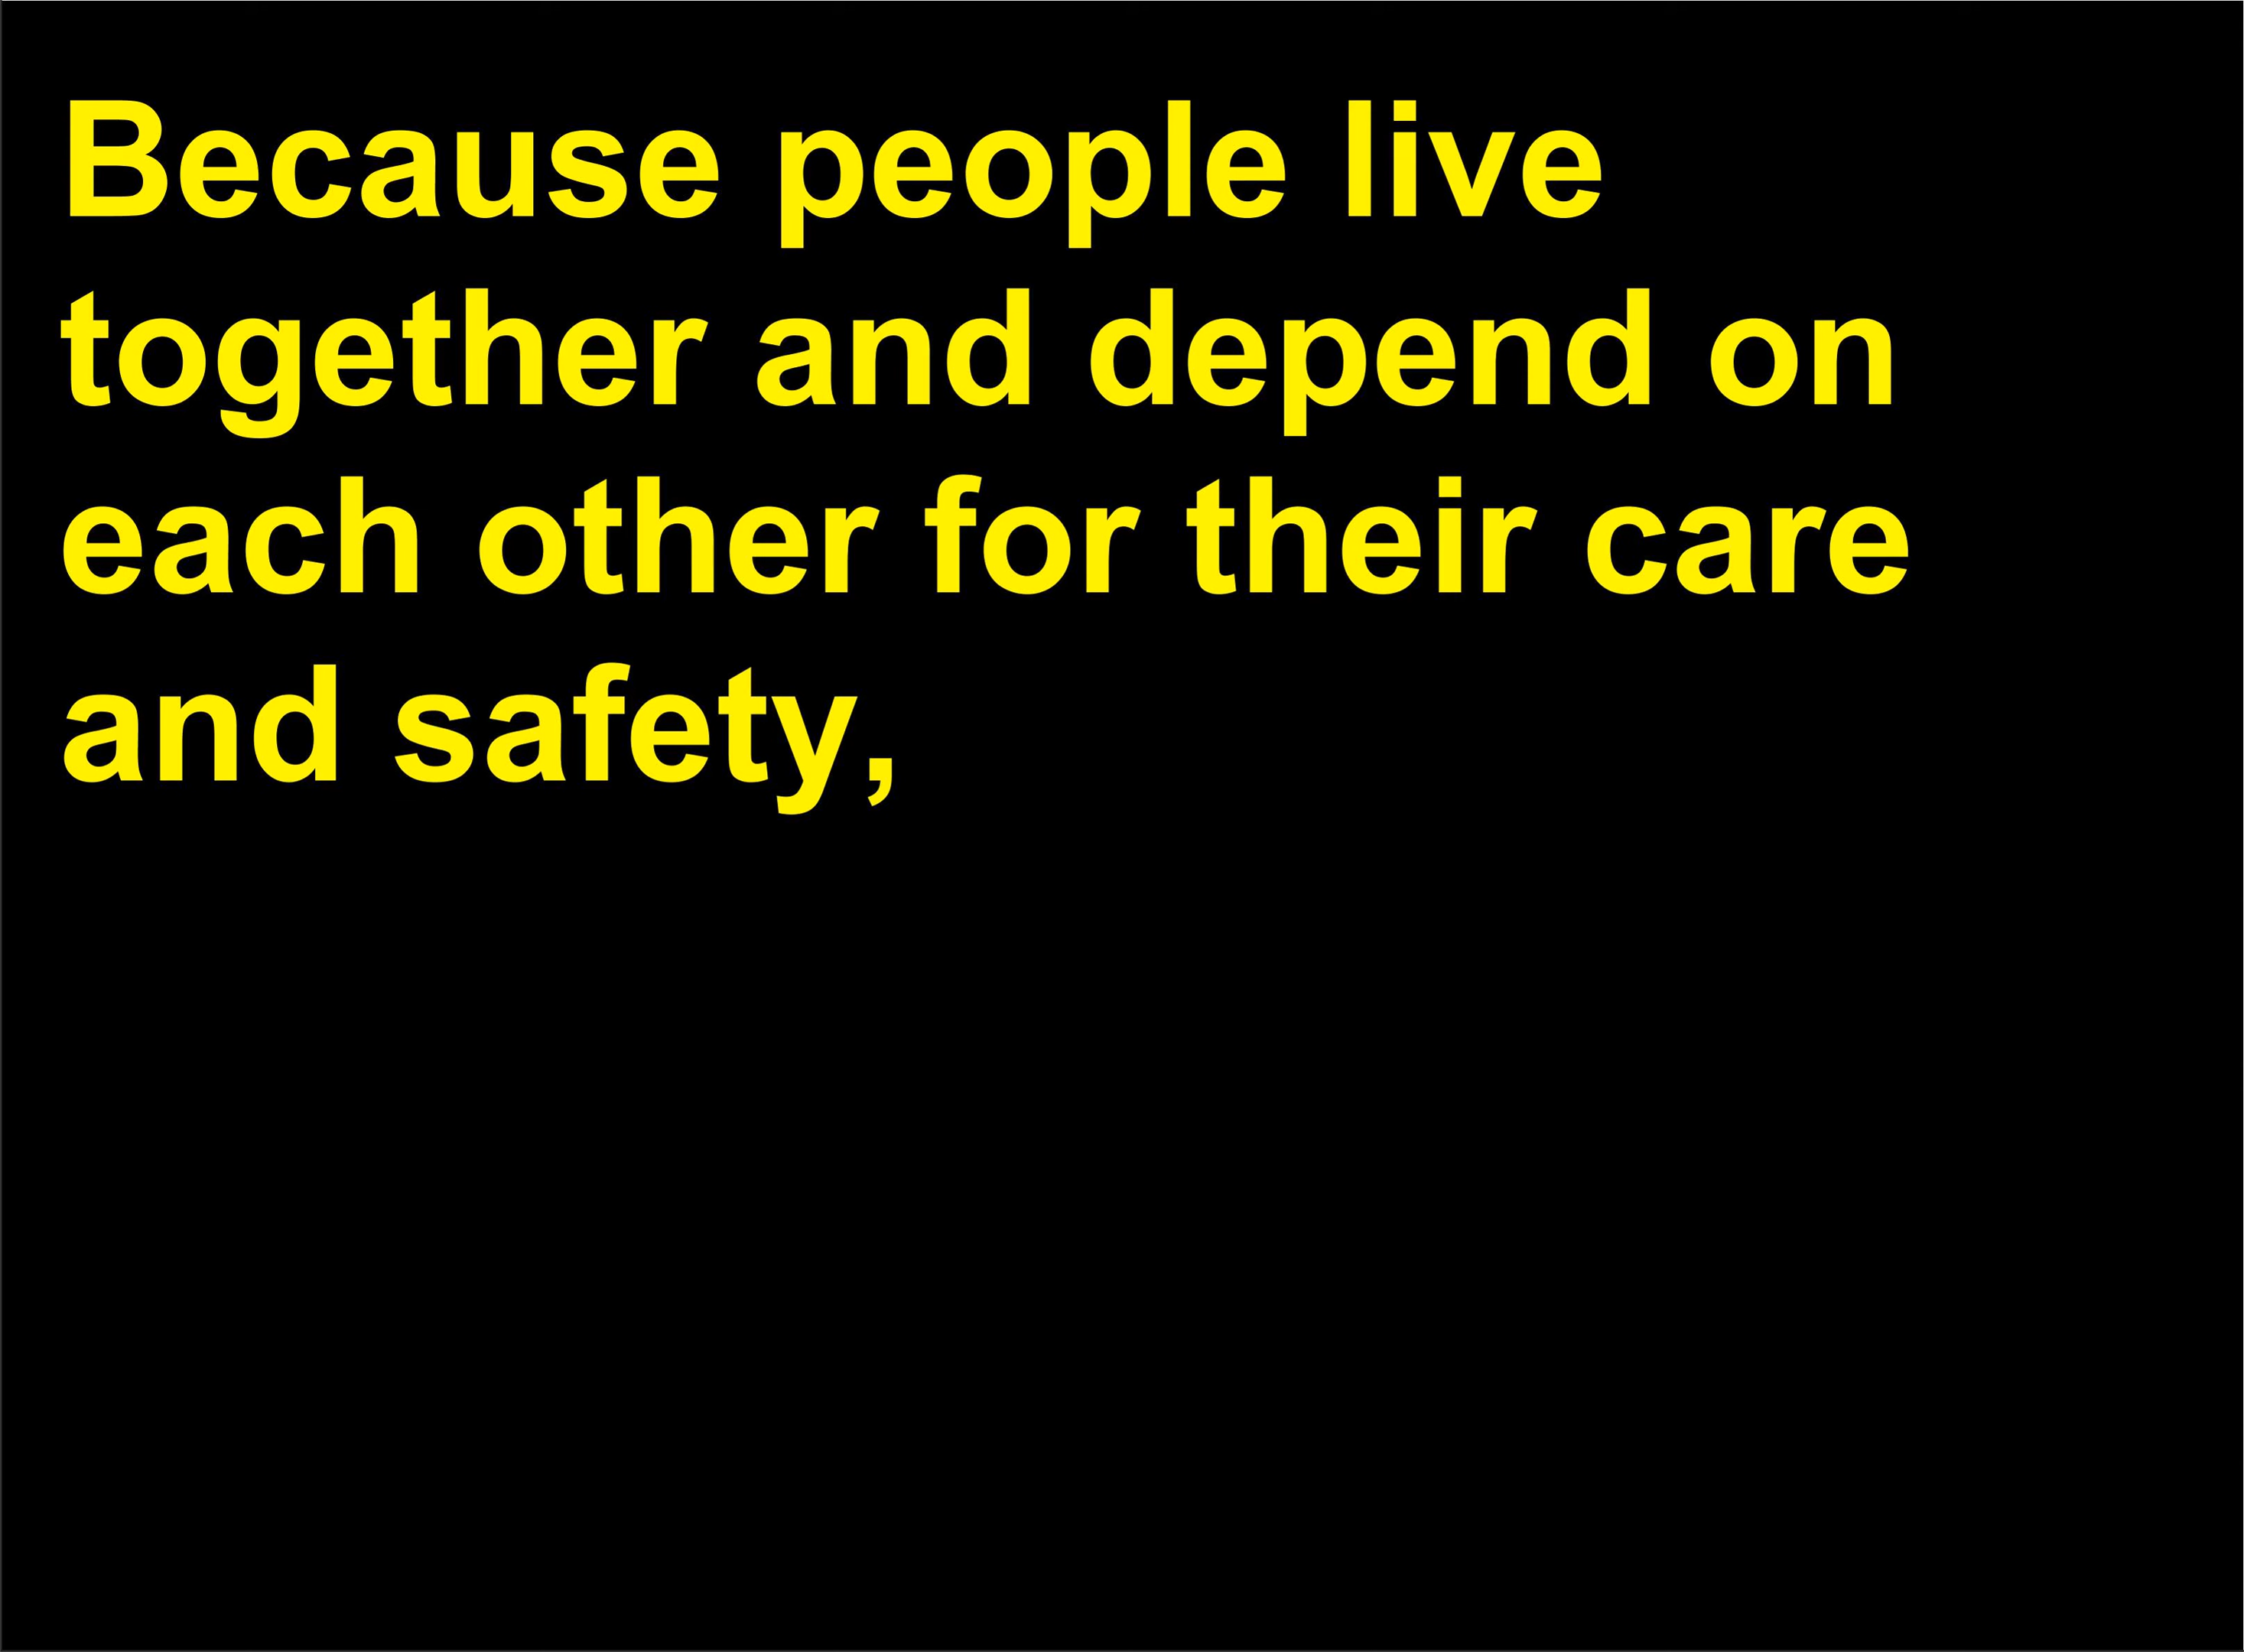 Because people live
together and depend on
each other for their care
and safety,